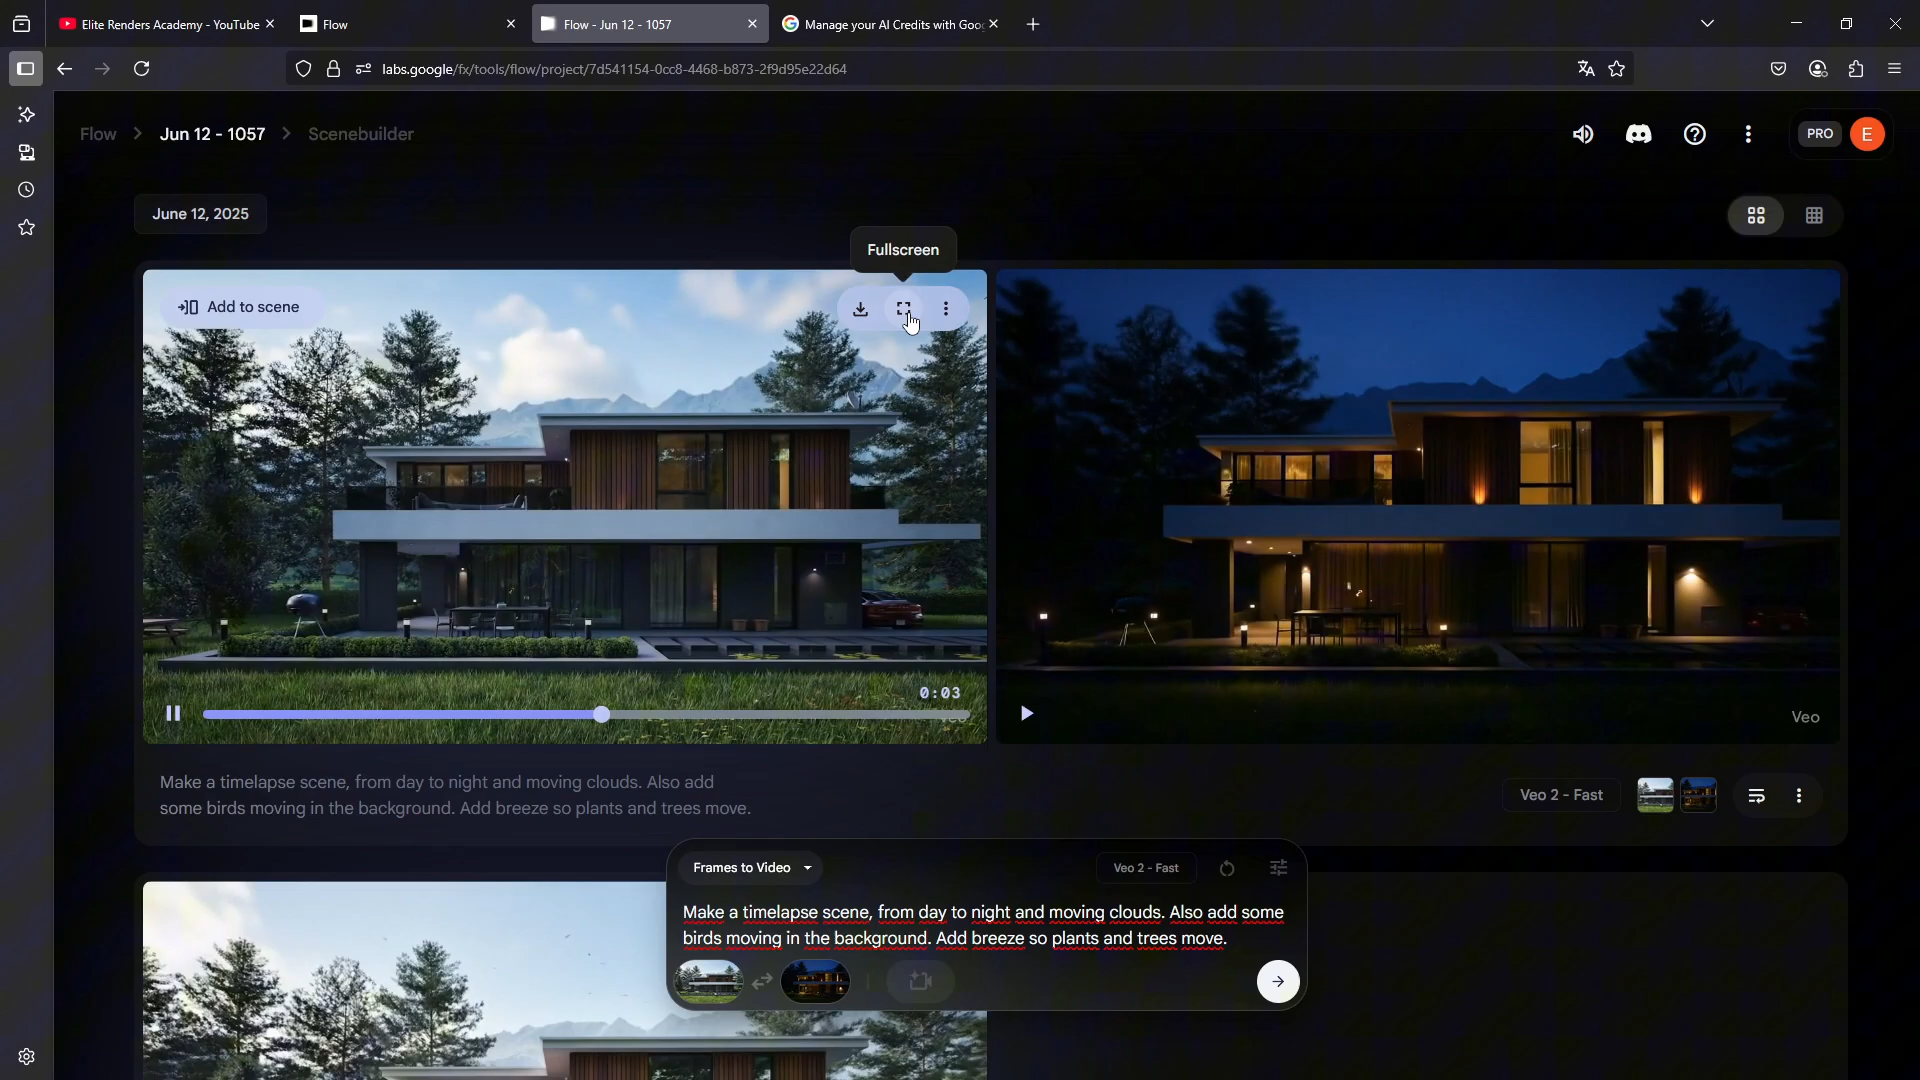 Elite Renders Academy - YouTube
Flow
Flow - Jun 12 - 1057
Manage your AI Credits with Goo
labs.google/fx/tools/flow/project/7d541154-0cc8-4468-b873-2f9d95e22d64
Flow > Jun 12 - 1057 > Scenebuilder
PRO
E
June 12, 2025
Fullscreen
Add to scene
0:03
Veo
Veo
Make a timelapse scene, from day to night and moving clouds. Also add
some birds moving in the background. Add breeze so plants and trees move.
Veo 2 - Fast
Frames to Video
Veo 2 - Fast
Make a timelapse scene, from day to night and moving clouds. Also add some
birds moving in the background. Add breeze so plants and trees move.